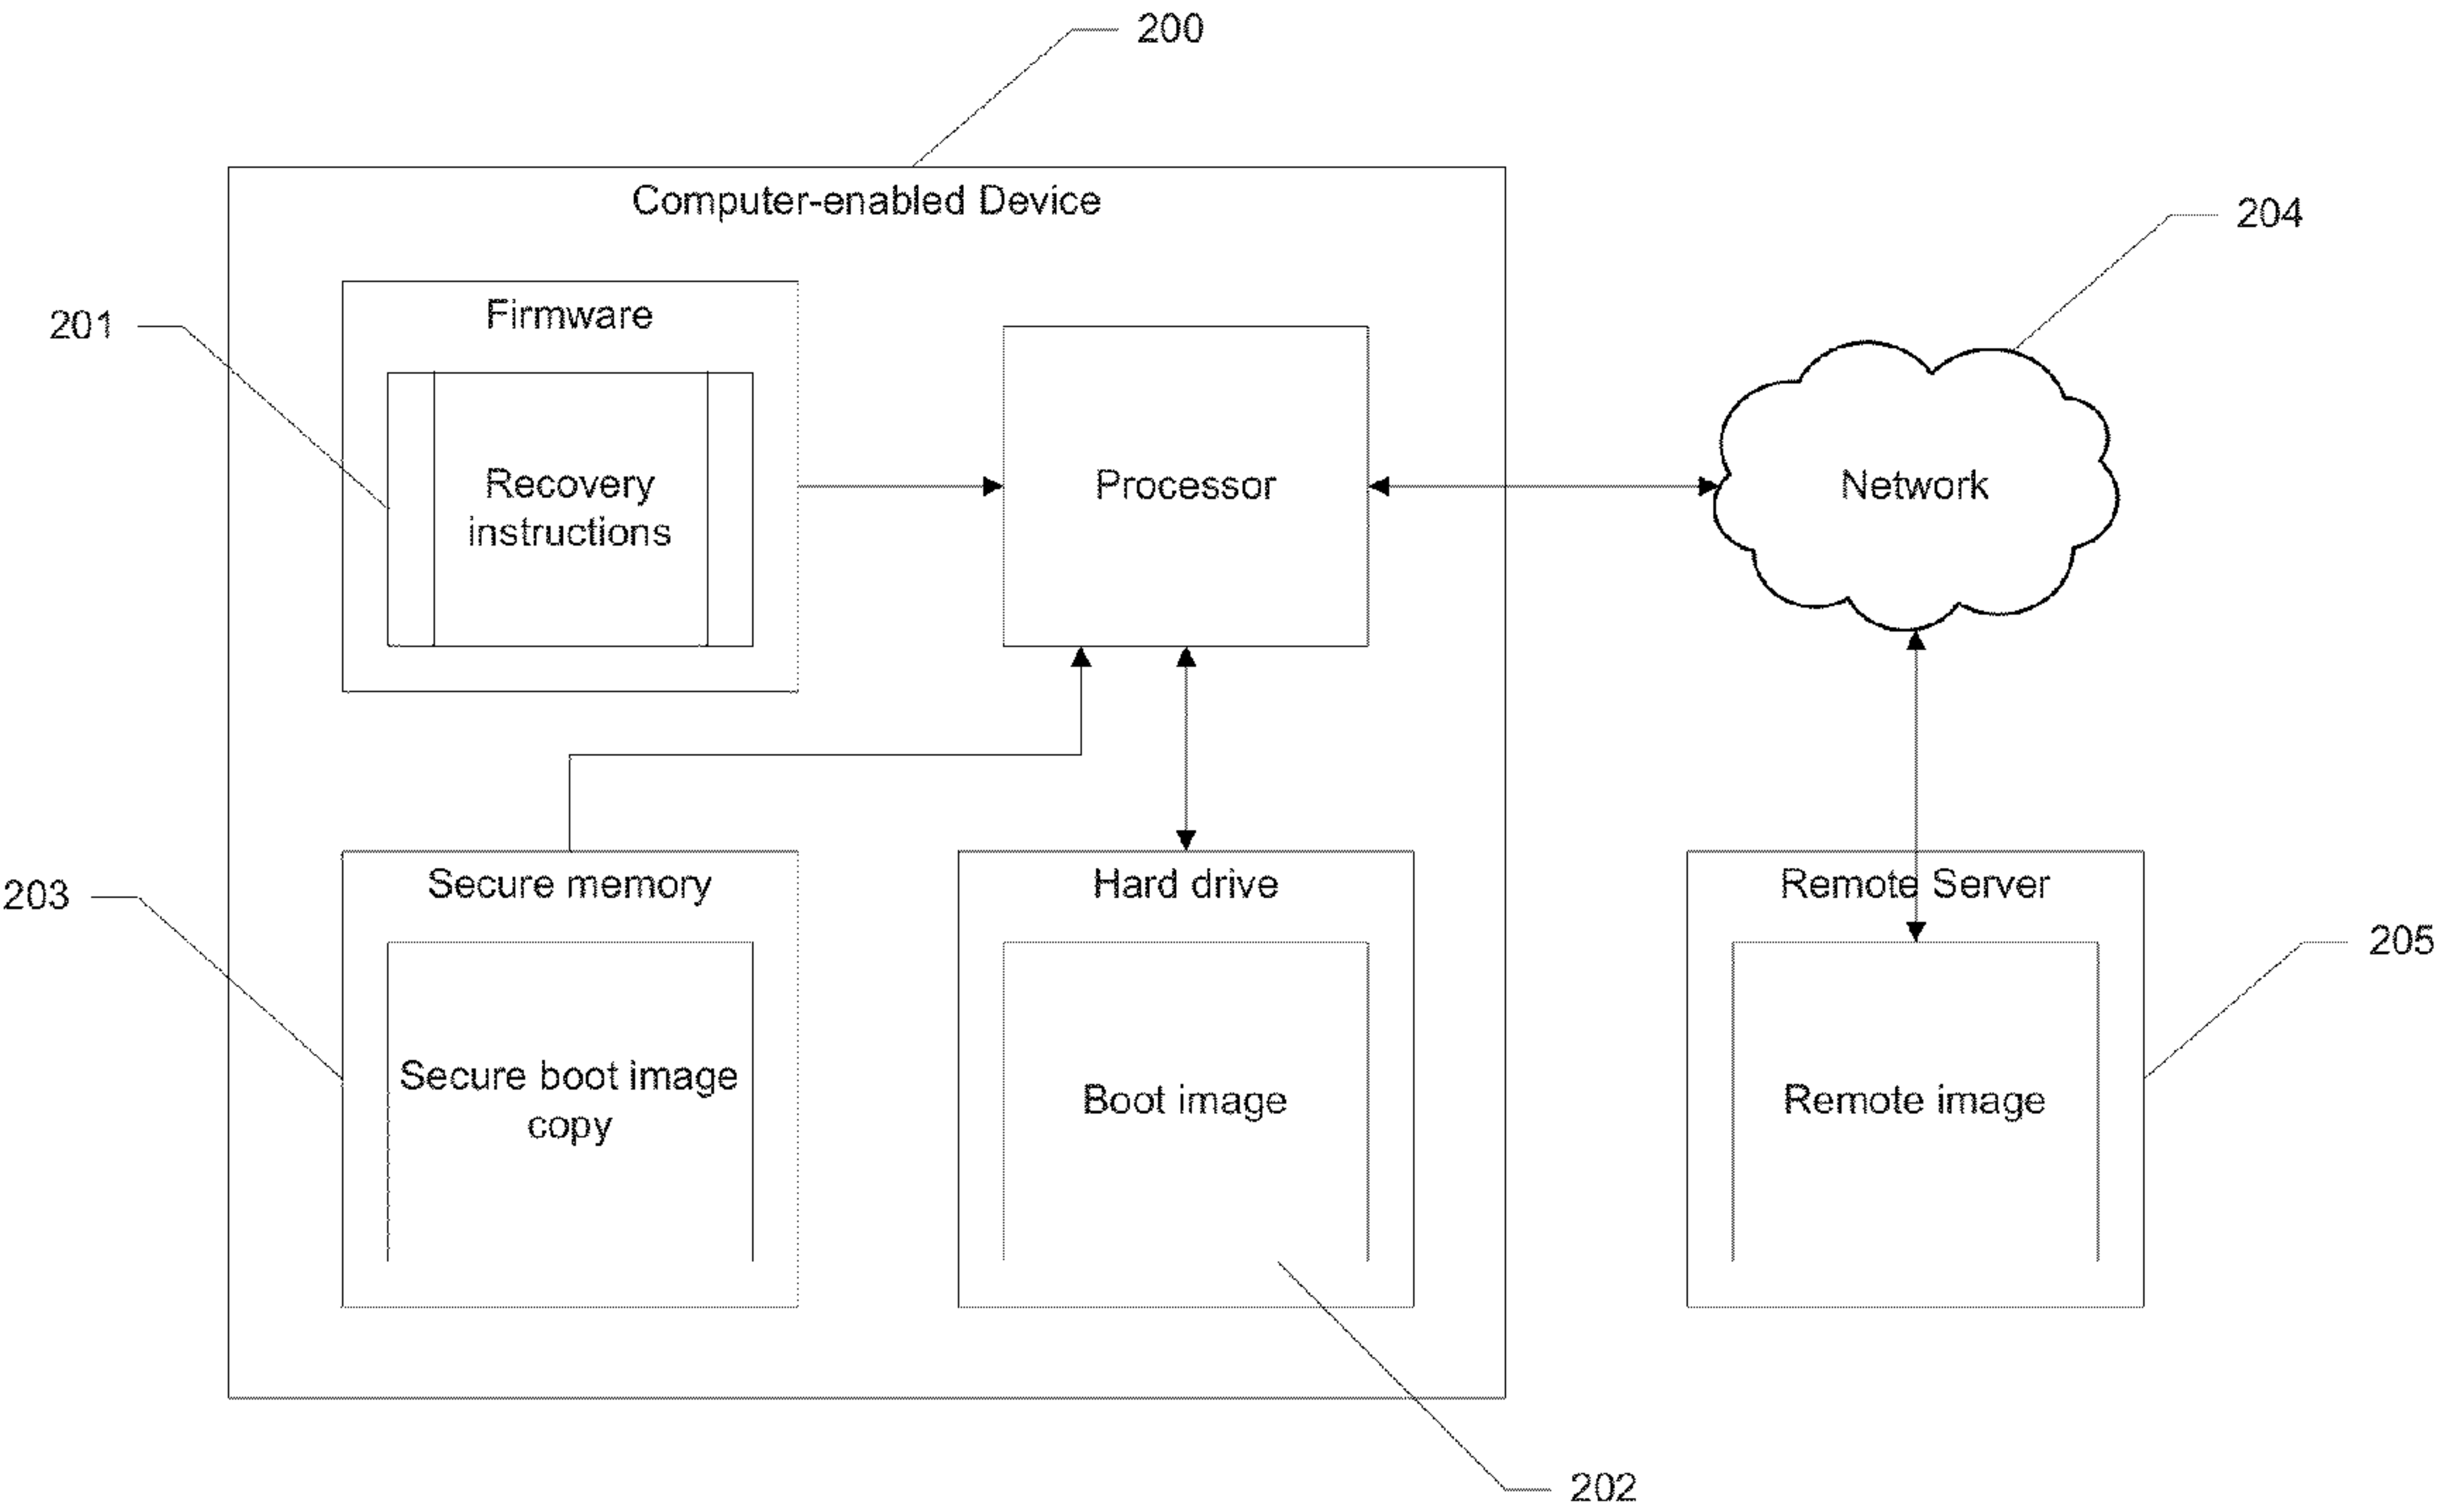 200
Computer-enabled Device
204
Firmware
201
Recovery
instructions
Processor
Network
Secure memory
Hard drive
Remote Server
203
205
Secure boot image
copy
Boot image
Remote image
202